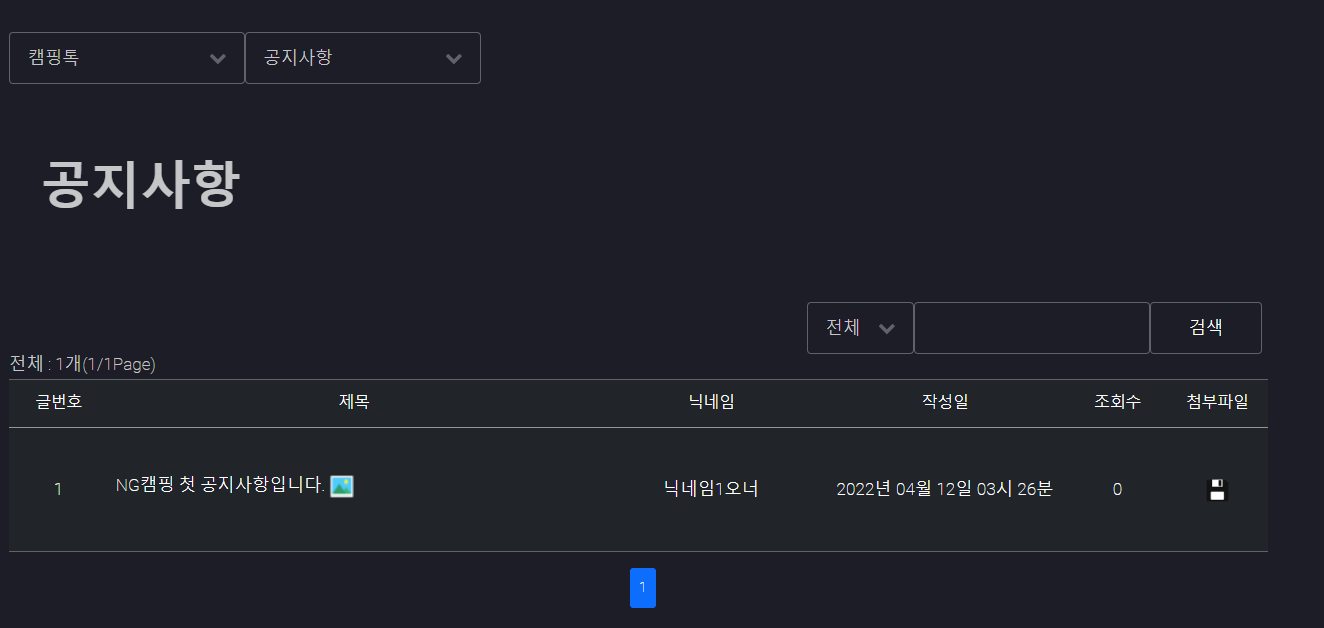 캠핑톡 공지사항
공지사항
전체 검색
전체 : 1개(1/1Page)
글번호 제목 닉네임 작성일 조회수 첨부파일
1 NG캠핑 첫 공지사항입니다. 닉네임1오너 2022년 04월 12일 03시 26분 0
1